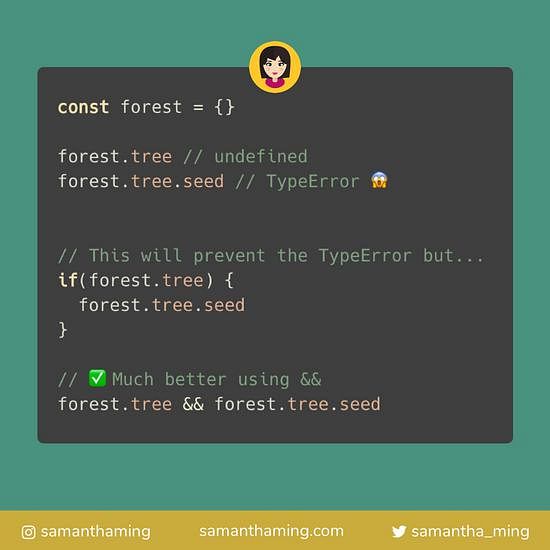 const forest = {}
forest.tree // undefined
forest.tree.seed // TypeError 😱
// This will prevent the TypeError but...
if(forest.tree) {
  forest.tree.seed
}
// ✅ Much better using &&
forest.tree && forest.tree.seed
samanthaming samanthaming.com samantha_ming